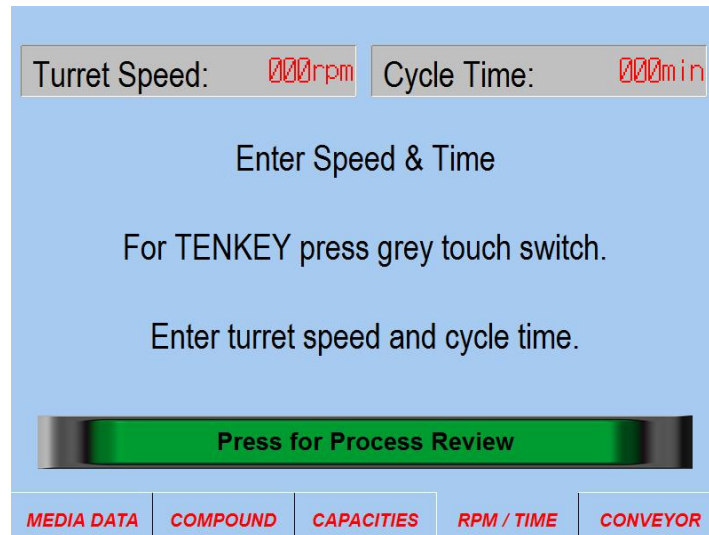 Turret Speed: 000rpm Cycle Time: 000min
Enter Speed & Time
For TENKEY press grey touch switch.
Enter turret speed and cycle time.
Press for Process Review
MEDIA DATA COMPOUND CAPACITIES RPM / TIME CONVEYOR